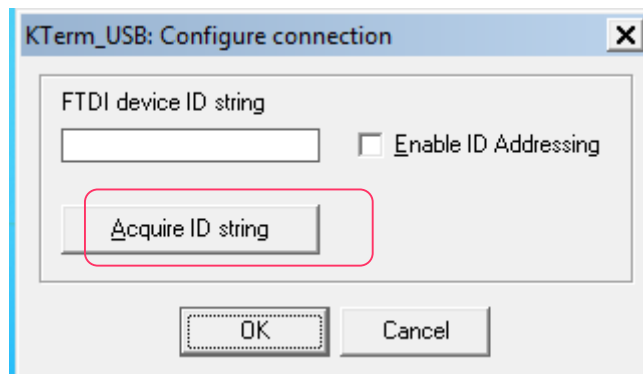 KTerm_USB: Configure connection
FTDI device ID string
Enable ID Addressing
Acquire ID string
OK
Cancel